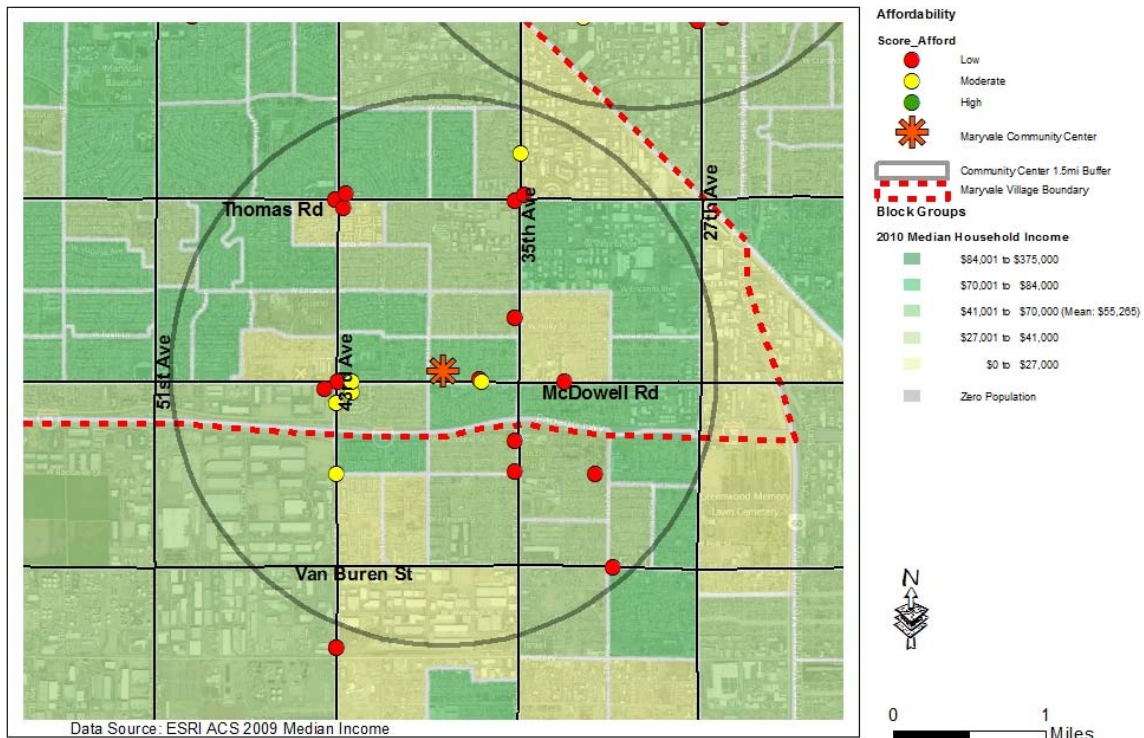 Thomas Rd
35th Ave
27th Ave
51st Ave
43rd Ave
McDowell Rd
Greenwood Memory
Lawn Cemetery
Van Buren St
Data Source: ESRI ACS 2009 Median Income
Affordability
Score_Afford
Low
Moderate
High
Maryvale Community Center
Community Center 1.5mi Buffer
Maryvale Village Boundary
Block Groups
2010 Median Household Income
$84,001 to $375,000
$70,001 to $84,000
$41,001 to $70,000 (Mean: $55,265)
$27,001 to $41,000
$0 to $27,000
Zero Population
N
0 1
Miles